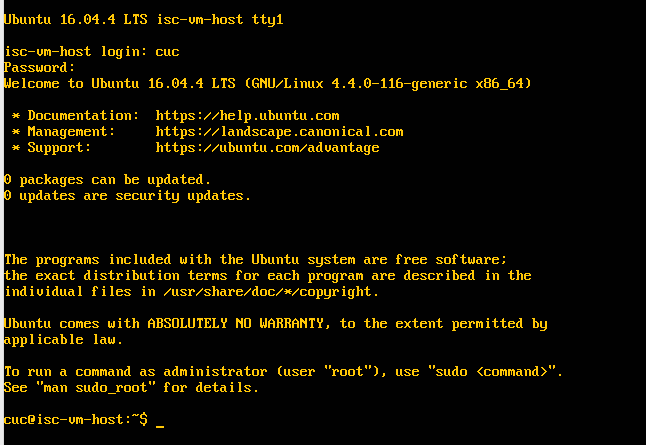 Ubuntu 16.04.4 LTS isc-vm-host tty1
isc-vm-host login: cuc
Password:
Welcome to Ubuntu 16.04.4 LTS (GNU/Linux 4.4.0-116-generic x86_64)
* Documentation:  https://help.ubuntu.com
* Management:     https://landscape.canonical.com
* Support:        https://ubuntu.com/advantage
0 packages can be updated.
0 updates are security updates.
The programs included with the Ubuntu system are free software;
the exact distribution terms for each program are described in the
individual files in /usr/share/doc/*/copyright.
Ubuntu comes with ABSOLUTELY NO WARRANTY, to the extent permitted by
applicable law.
To run a command as administrator (user "root"), use "sudo <command>".
See "man sudo_root" for details.
cuc@isc-vm-host:~$ _